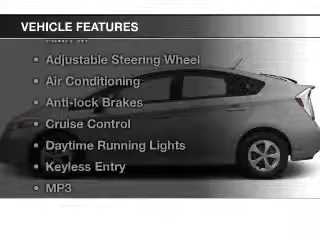 VEHICLE FEATURES
• Adjustable Steering Wheel
• Air Conditioning
• Anti-lock Brakes
• Cruise Control
• Daytime Running Lights
• Keyless Entry
• MP3